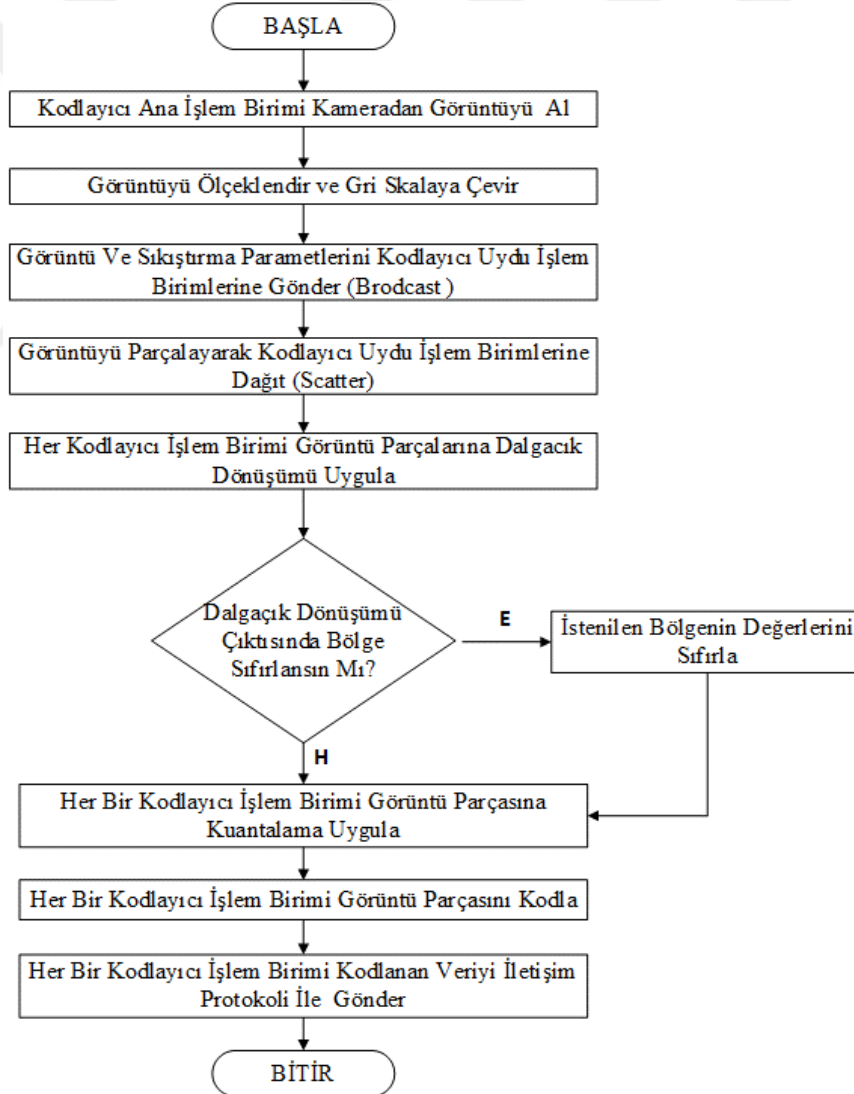 BAŞLA
Kodlayıcı Ana İşlem Birimi Kameradan Görüntüyü Al
Görüntüyü Ölçeklendir ve Gri Skalaya Çevir
Görüntü Ve Sıkıştırma Parametlerini Kodlayıcı Uydu İşlem
Birimlerine Gönder (Brodcast )
Görüntüyü Parçalayarak Kodlayıcı Uydu İşlem Birimlerine
Dağıt (Scatter)
Her Kodlayıcı İşlem Birimi Görüntü Parçalarına Dalgacık
Dönüşümü Uygula
Dalgaçık Dönüşümü
Çıktısında Bölge
Sıfırlansın Mı?
E
İstenilen Bölgenin Değerlerini
Sıfırla
H
Her Bir Kodlayıcı İşlem Birimi Görüntü Parçasına
Kuantalama Uygula
Her Bir Kodlayıcı İşlem Birimi Görüntü Parçasını Kodla
Her Bir Kodlayıcı İşlem Birimi Kodlanan Veriyi İletişim
Protokoli İle Gönder
BİTİR